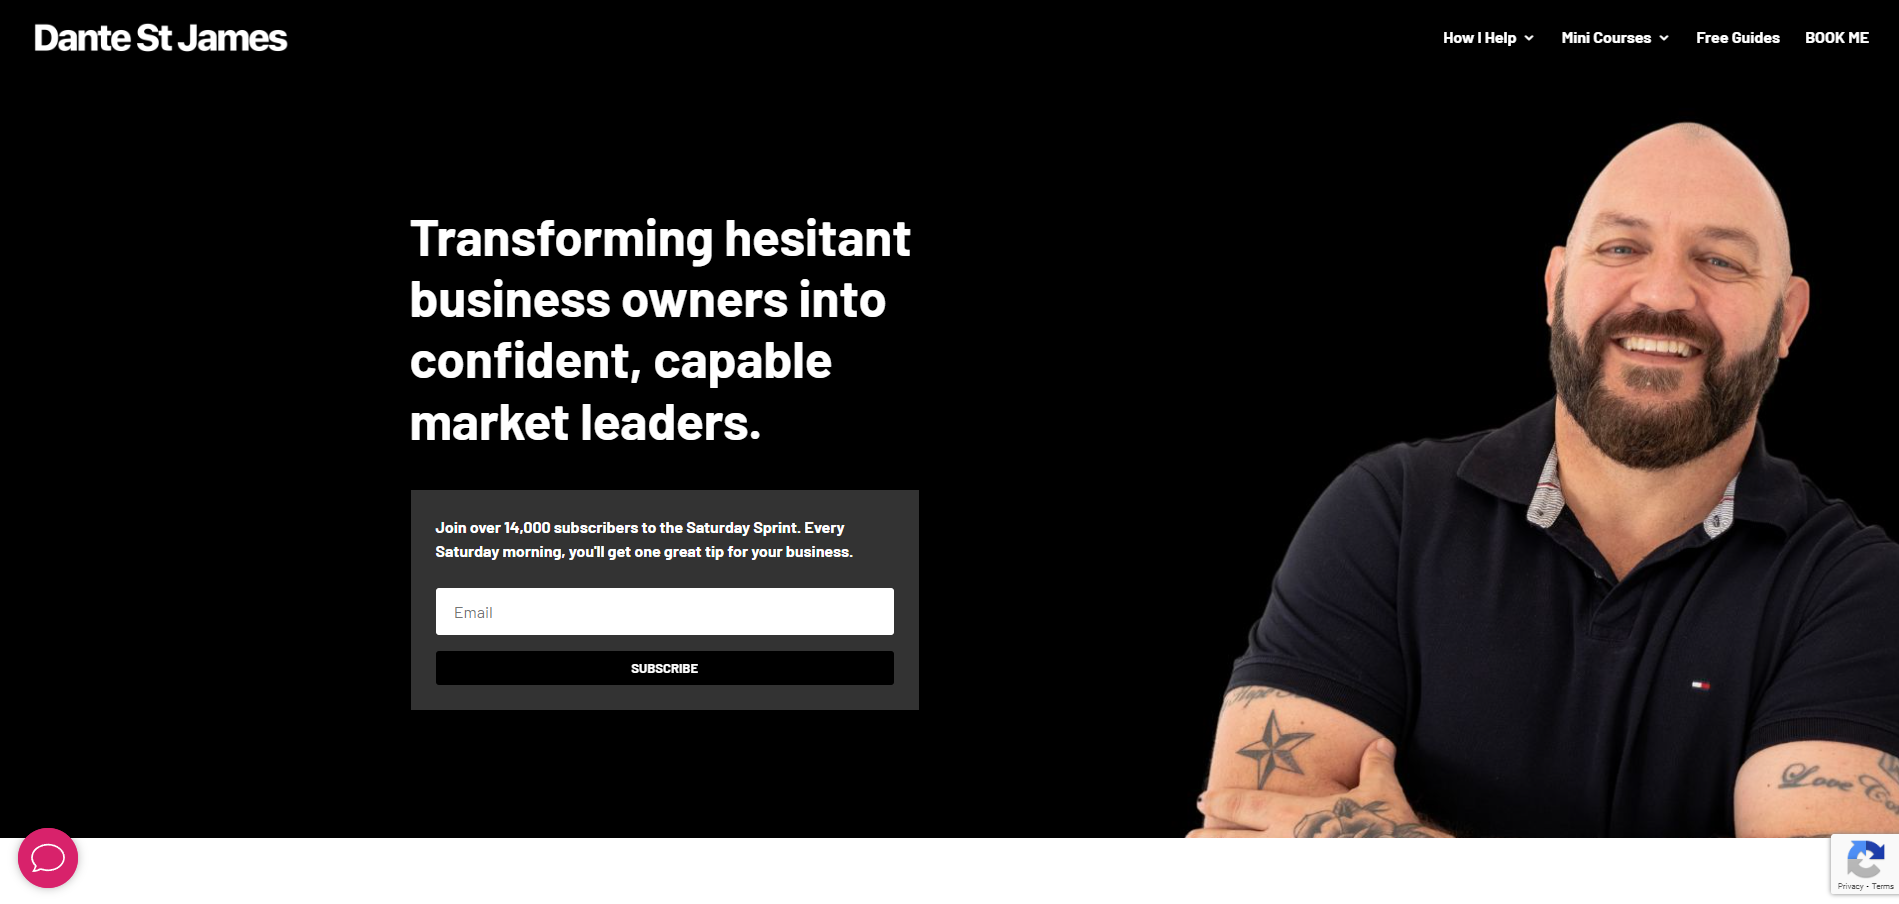 Dante St James
How I Help
Mini Courses
Free Guides
BOOK ME
Transforming hesitant
business owners into
confident, capable
market leaders.
Join over 14,000 subscribers to the Saturday Sprint. Every
Saturday morning, you'll get one great tip for your business.
Email
SUBSCRIBE
Love
Privacy - Terms